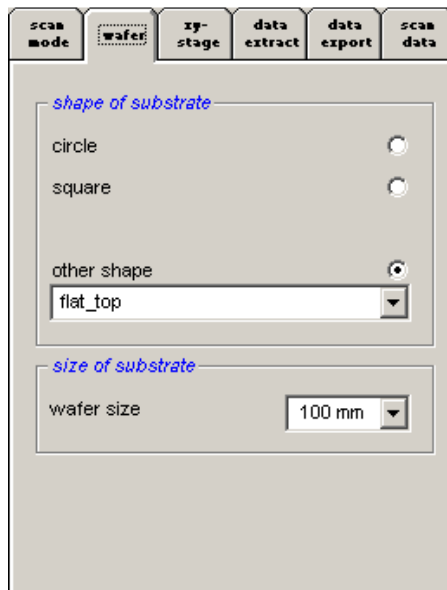 scan mode
wafer
xy-stage
data extract
data export
scan data
shape of substrate
circle
square
other shape
flat_top
size of substrate
wafer size 100 mm